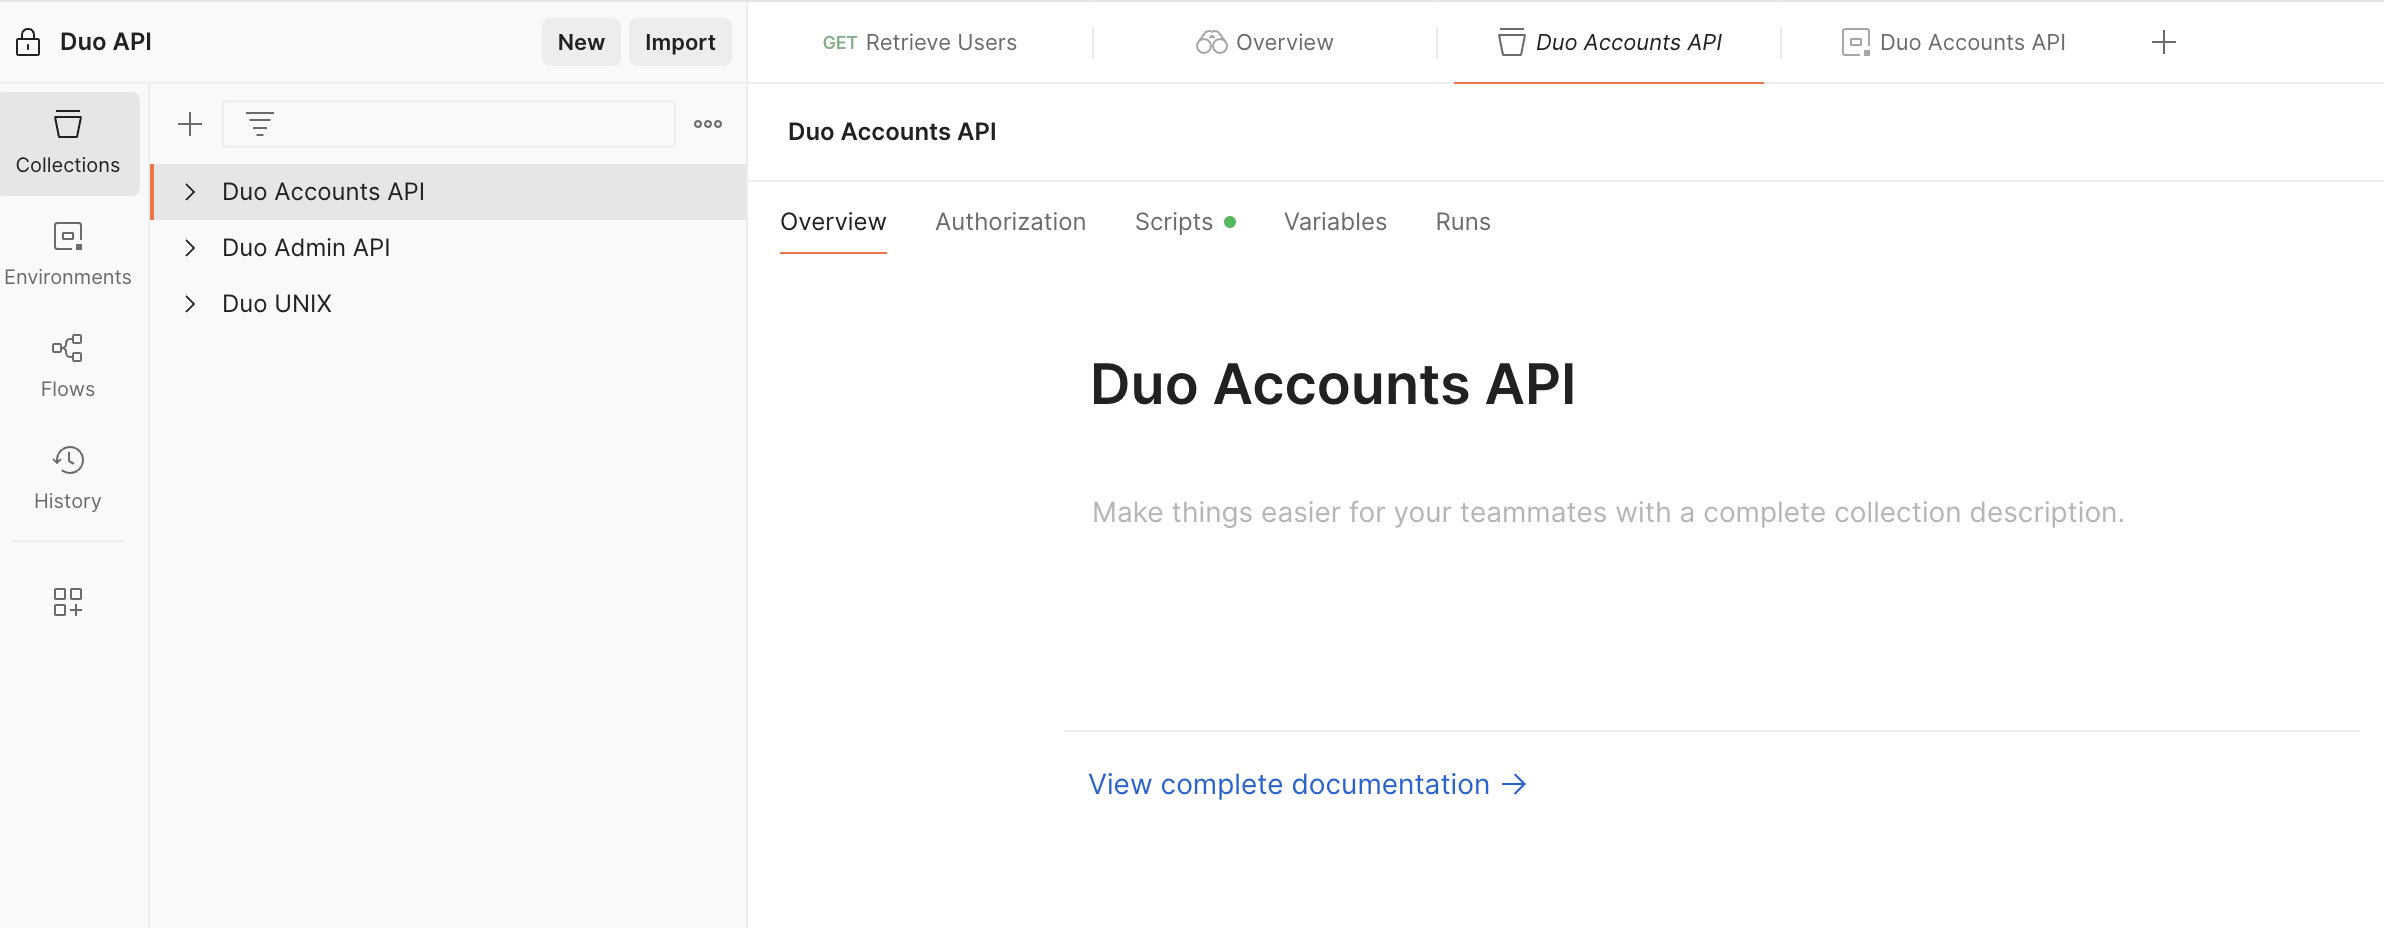 Duo API
New
Import
GET Retrieve Users
Overview
Duo Accounts API
Duo Accounts API
Collections
Environments
Flows
History
Duo Accounts API
Duo Admin API
Duo UNIX
Duo Accounts API
Overview
Authorization
Scripts
Variables
Runs
Duo Accounts API
Make things easier for your teammates with a complete collection description.
View complete documentation →